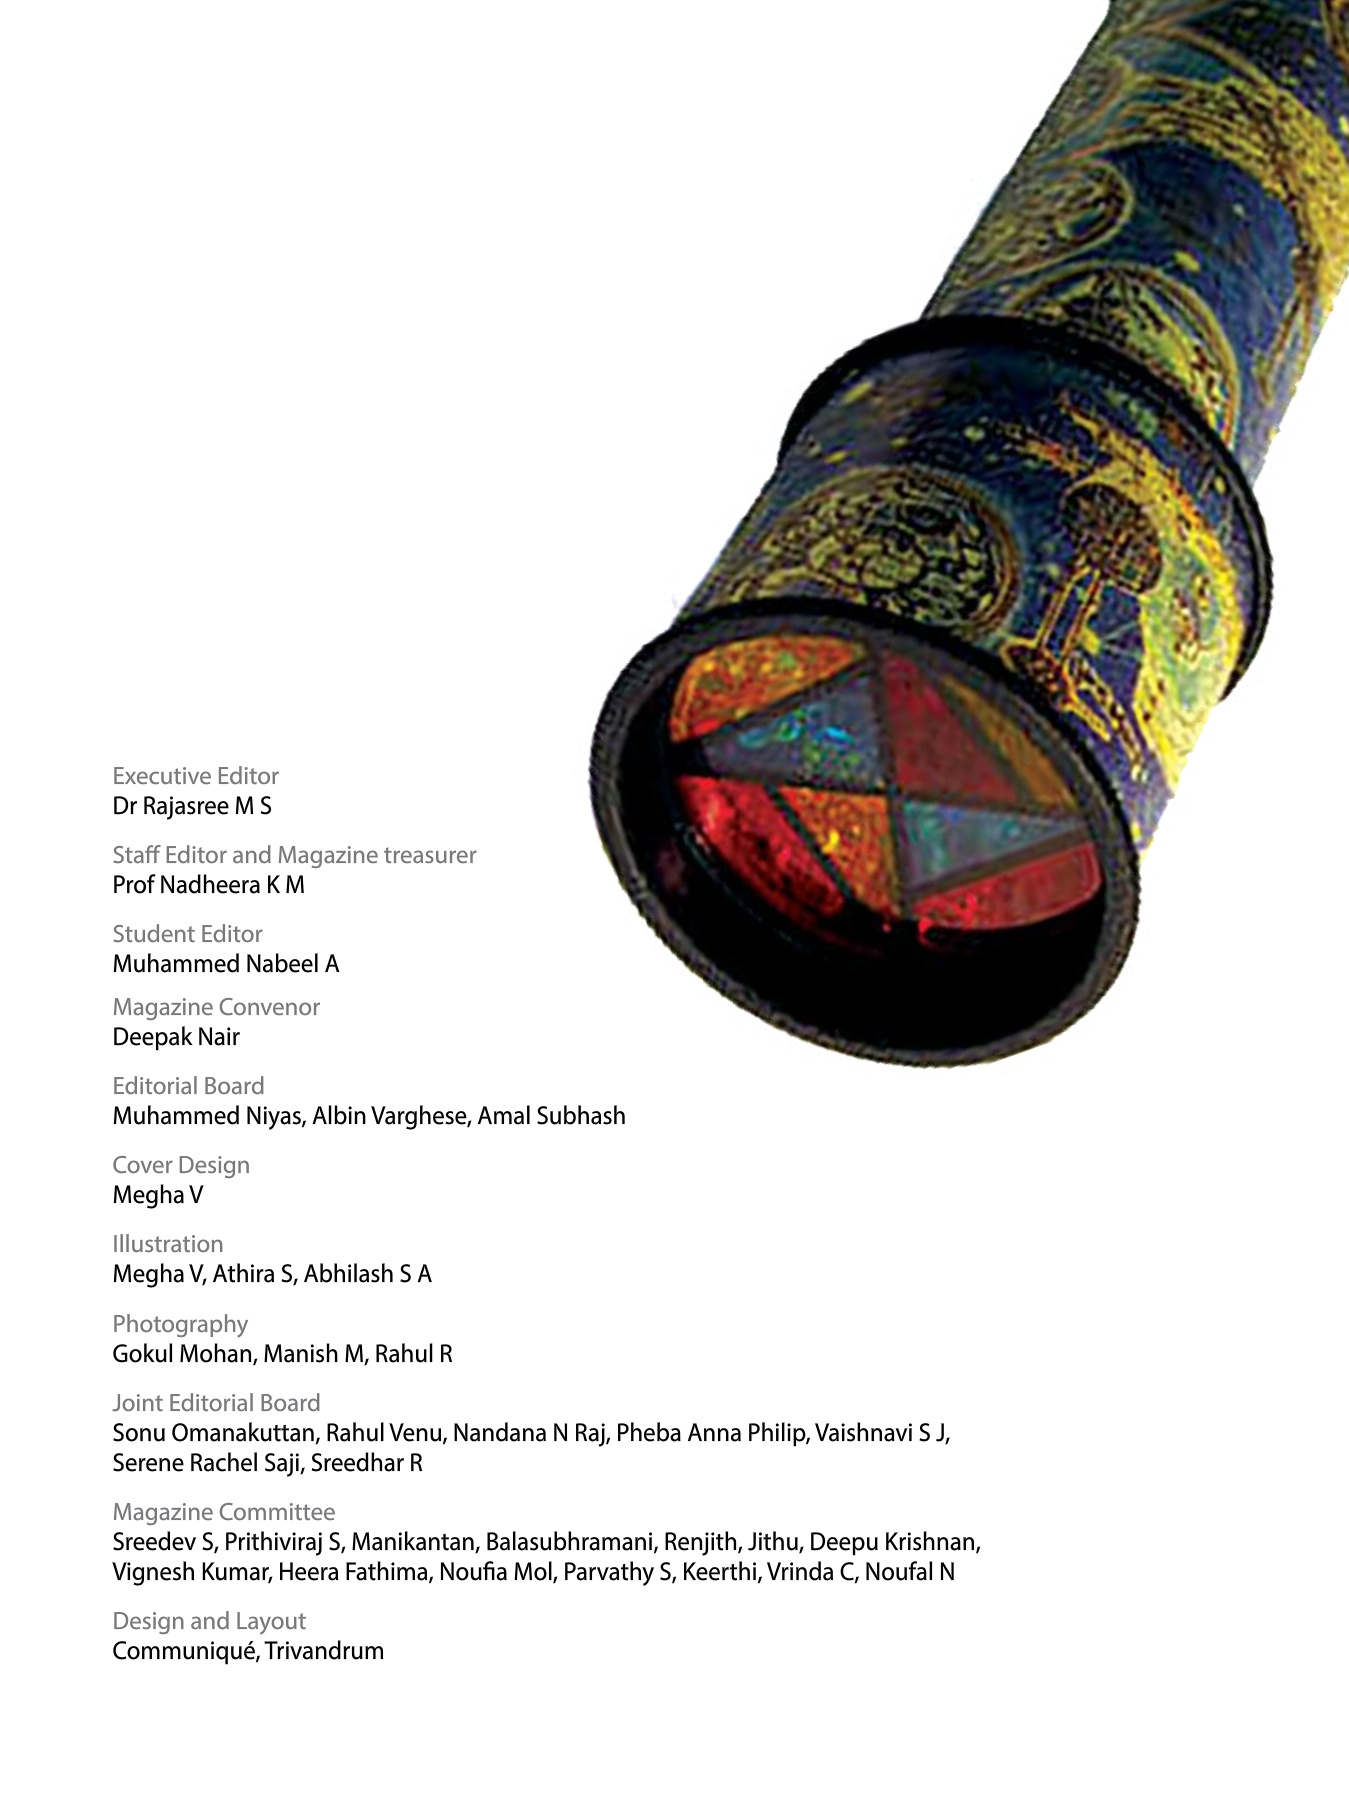 Executive Editor
Dr Rajasree M S
Staff Editor and Magazine treasurer
Prof Nadheera K M
Student Editor
Muhammed Nabeel A
Magazine Convenor
Deepak Nair
Editorial Board
Muhammed Niyas, Albin Varghese, Amal Subhash
Cover Design
Megha V
Illustration
Megha V, Athira S, Abhilash S A
Photography
Gokul Mohan, Manish M, Rahul R
Joint Editorial Board
Sonu Omanakuttan, Rahul Venu, Nandana N Raj, Pheba Anna Philip, Vaishnavi S J,
Serene Rachel Saji, Sreedhar R
Magazine Committee
Sreedev S, Prithiviraj S, Manikantan, Balasubhramani, Renjith, Jithu, Deepu Krishnan,
Vignesh Kumar, Heera Fathima, Noufia Mol, Parvathy S, Keerthi, Vrinda C, Noufal N
Design and Layout
Communiqué, Trivandrum